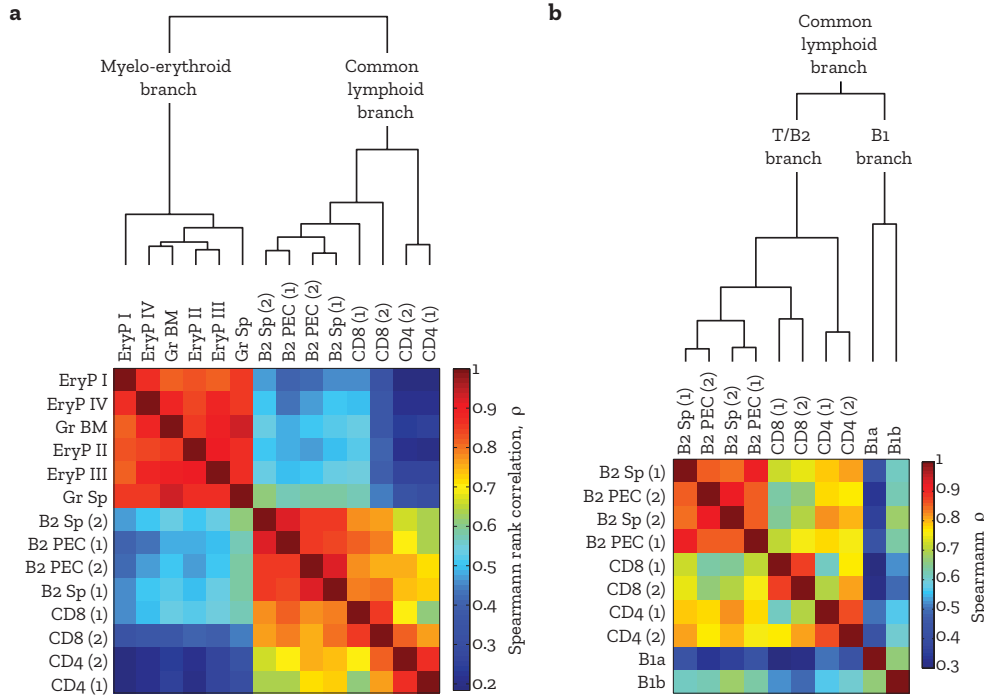 a
Myelo-erythroid
branch
Common
lymphoid
branch
EryP I
EryP IV
Gr BM
EryP II
EryP III
Gr Sp
B2 Sp (2)
B2 PEC (1)
B2 PEC (2)
B2 Sp (1)
CD8 (1)
CD8 (2)
CD4 (2)
CD4 (1)
EryP I
EryP IV
Gr BM
EryP II
EryP III
Gr Sp
B2 Sp (2)
B2 PEC (1)
B2 PEC (2)
B2 Sp (1)
CD8 (1)
CD8 (2)
CD4 (2)
CD4 (1)
1
0.9
0.8
0.7
0.6
0.5
0.4
0.3
0.2
Spearmann rank correlation, ρ
b
Common
lymphoid
branch
T/B2
branch
B1
branch
B2 Sp (1)
B2 PEC (2)
B2 Sp (2)
B2 PEC (1)
CD8 (1)
CD8 (2)
CD4 (1)
CD4 (2)
B1a
B1b
B2 Sp (1)
B2 PEC (2)
B2 Sp (2)
B2 PEC (1)
CD8 (1)
CD8 (2)
CD4 (1)
CD4 (2)
B1a
B1b
1
0.9
0.8
0.7
0.6
0.5
0.4
0.3
Spearmann ρ